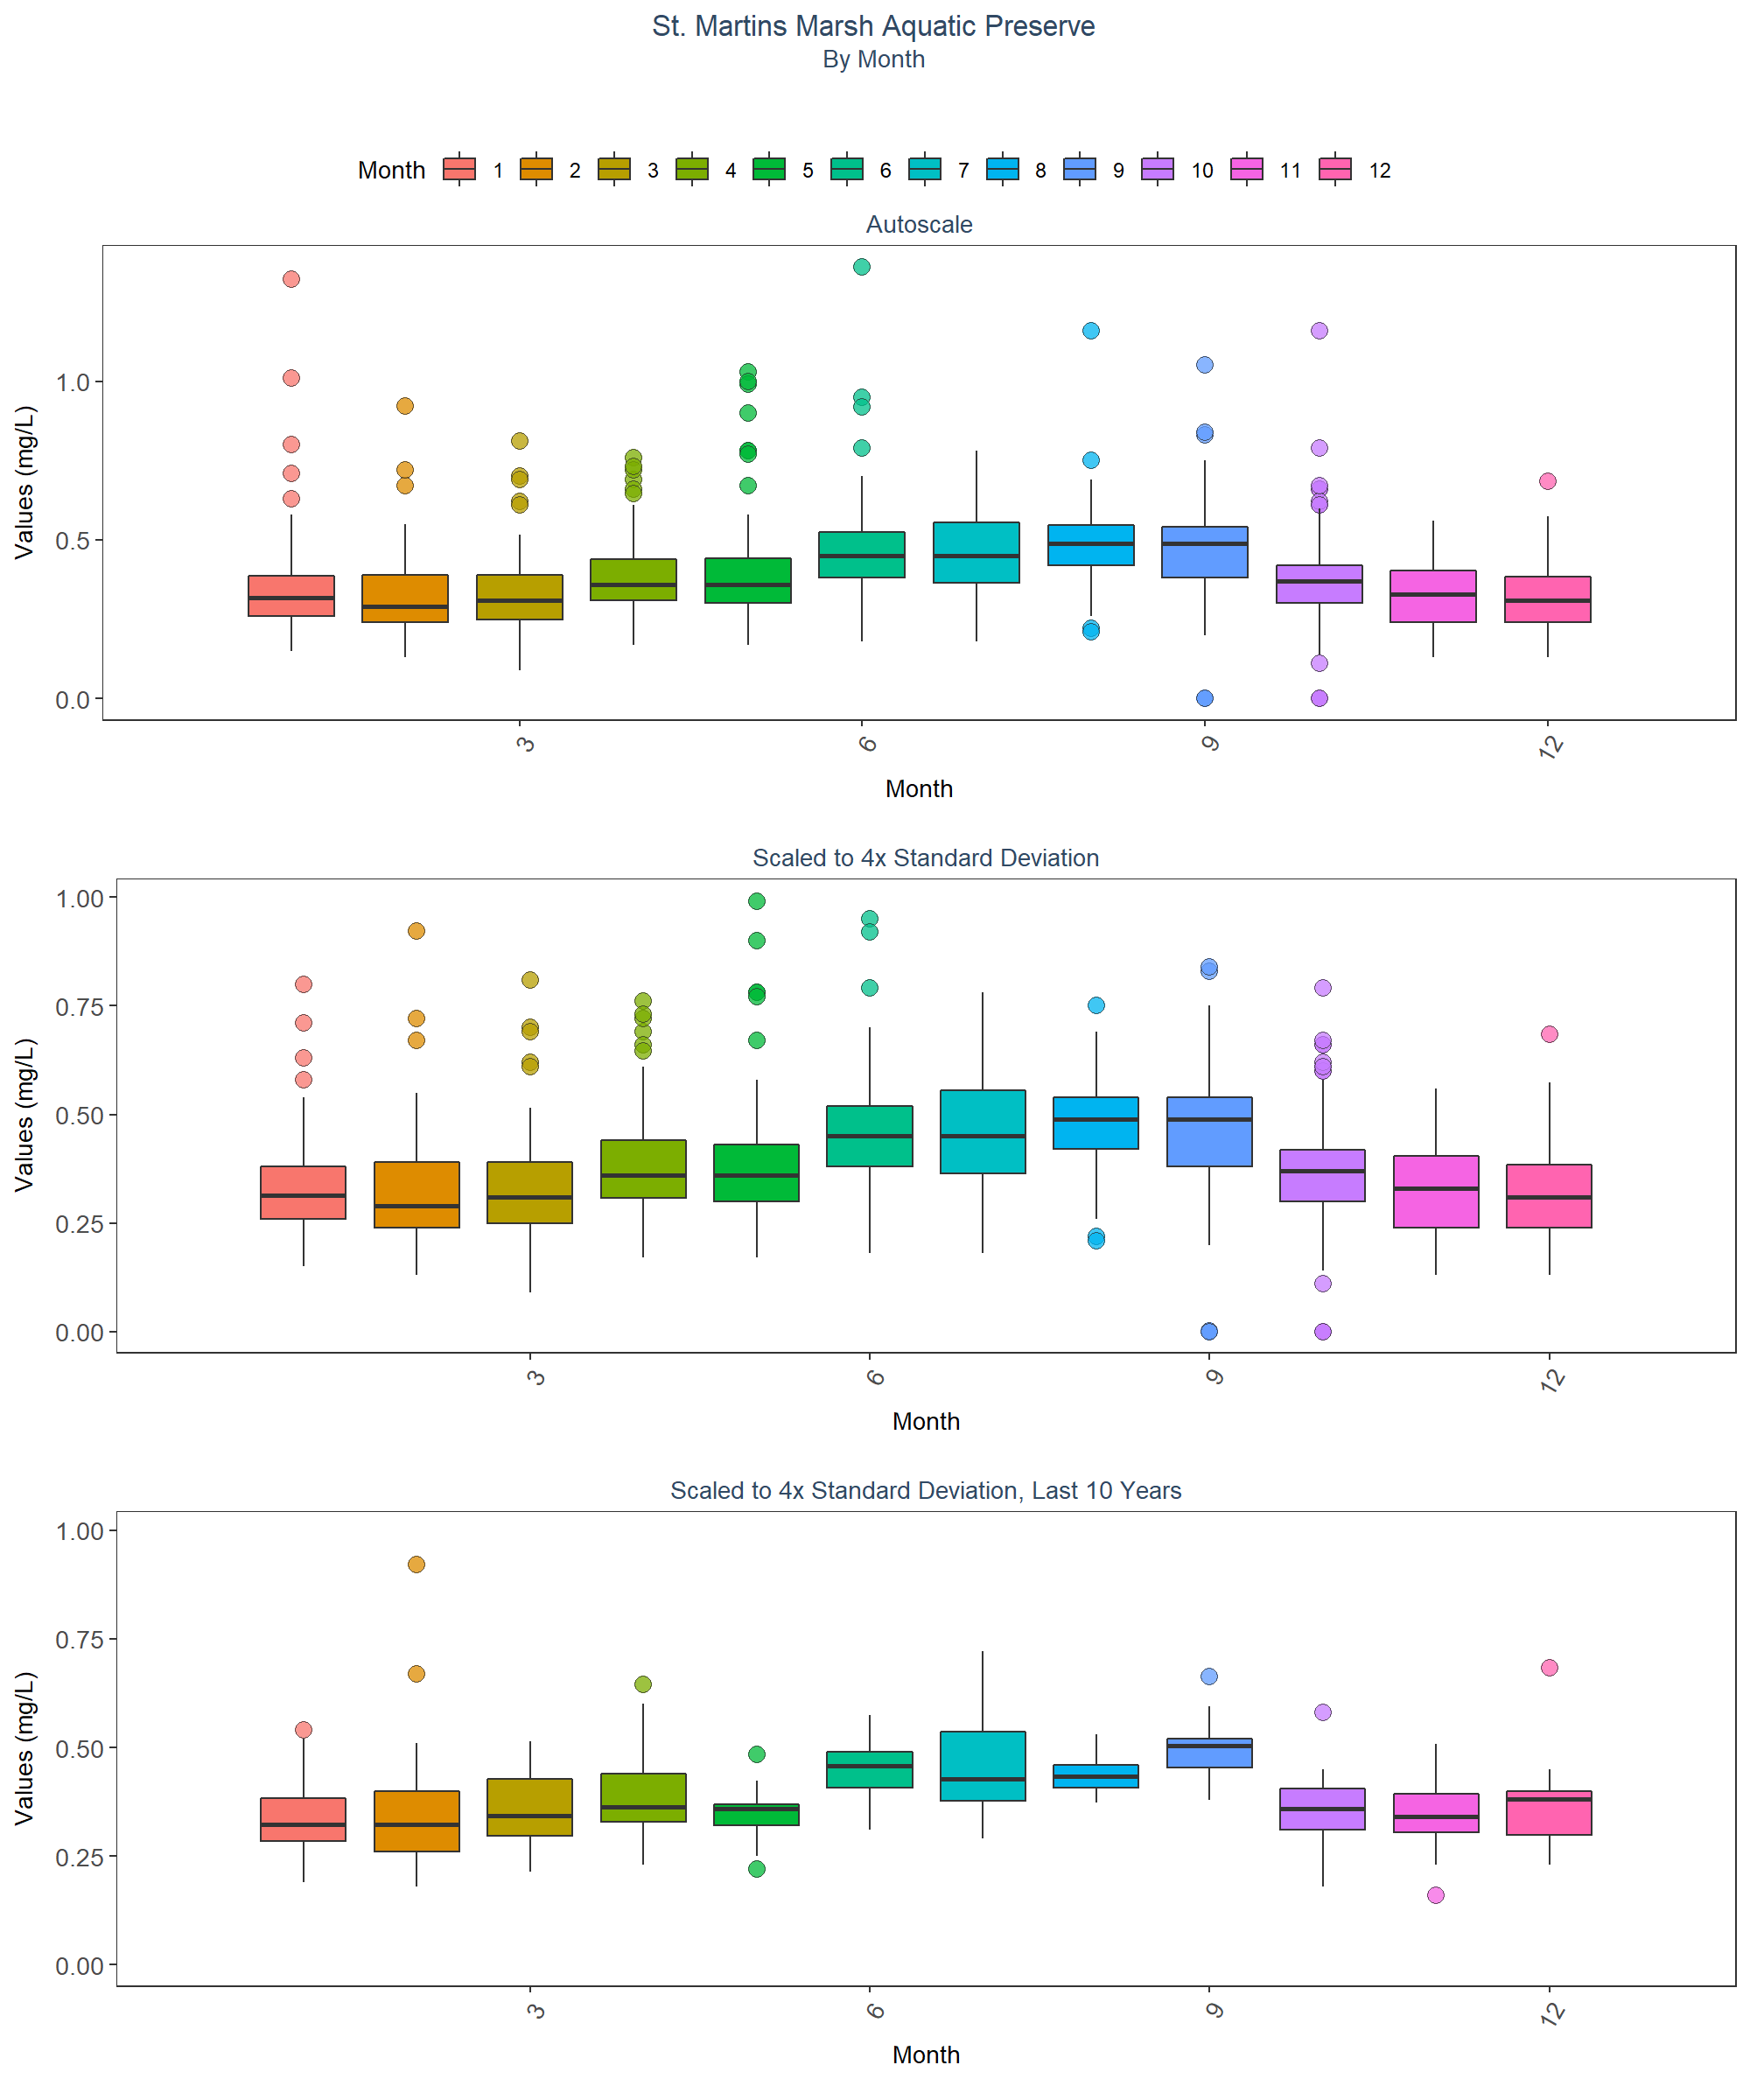 St. Martins Marsh Aquatic Preserve
By Month
Month 1 2 3 4 5 6 7 8 9 10 11 12
Autoscale
Values (mg/L)
1.0
0.5
0.0
3 6 9 12
Month
Scaled to 4x Standard Deviation
Values (mg/L)
1.00
0.75
0.50
0.25
0.00
3 6 9 12
Month
Scaled to 4x Standard Deviation, Last 10 Years
Values (mg/L)
1.00
0.75
0.50
0.25
0.00
3 6 9 12
Month